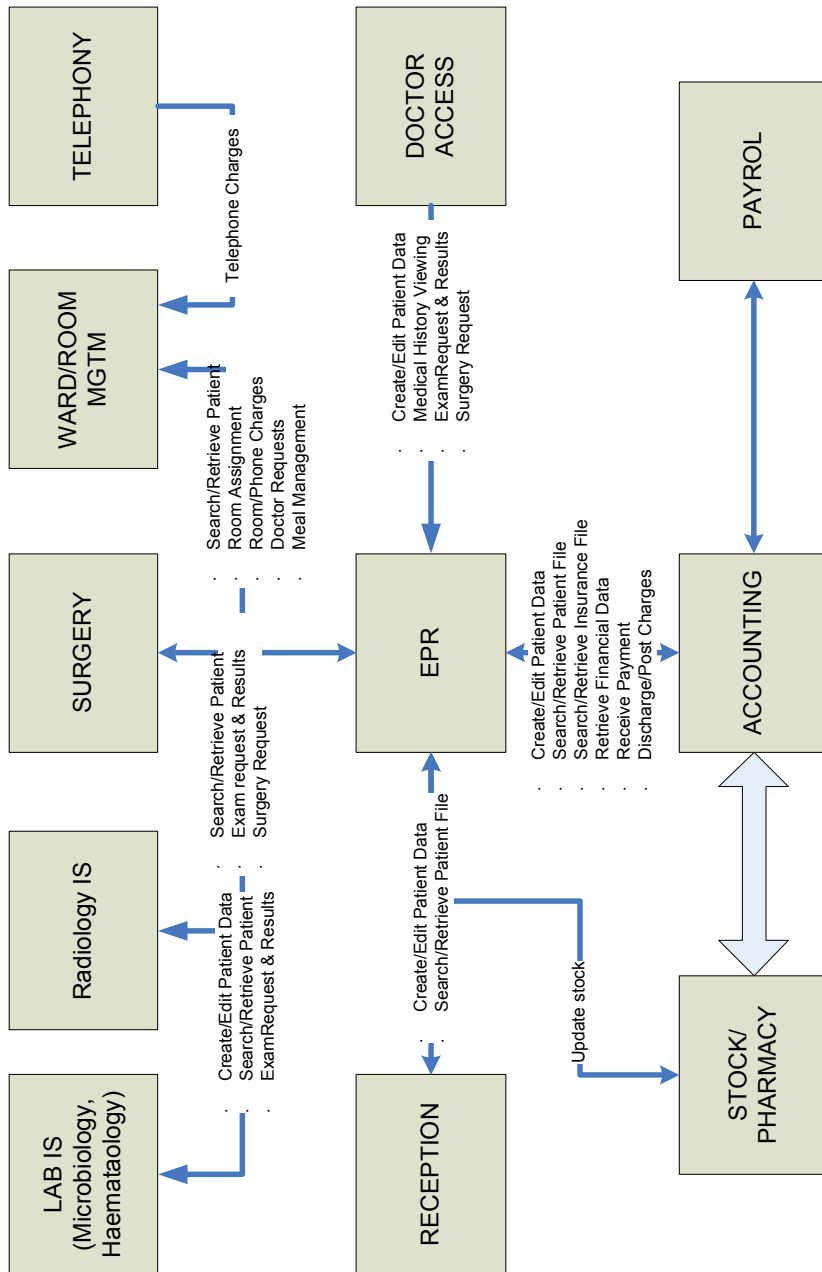 LAB IS
(Microbiology,
Haemataology)
Radiology IS
SURGERY
WARD/ROOM
MGTM
TELEPHONY
. Create/Edit Patient Data
. Search/Retrieve Patient
. ExamRequest & Results
. Search/Retrieve Patient
. Exam request & Results
. Surgery Request
. Search/Retrieve Patient
. Room Assignment
. Room/Phone Charges
. Doctor Requests
. Meal Management
Telephone Charges
RECEPTION
. Create/Edit Patient Data
. Search/Retrieve Patient File
EPR
. Create/Edit Patient Data
. Medical History Viewing
. ExamRequest & Results
. Surgery Request
DOCTOR
ACCESS
Update stock
. Create/Edit Patient Data
. Search/Retrieve Patient File
. Search/Retrieve Insurance File
. Retrieve Financial Data
. Receive Payment
. Discharge/Post Charges
STOCK/
PHARMACY
ACCOUNTING
PAYROL